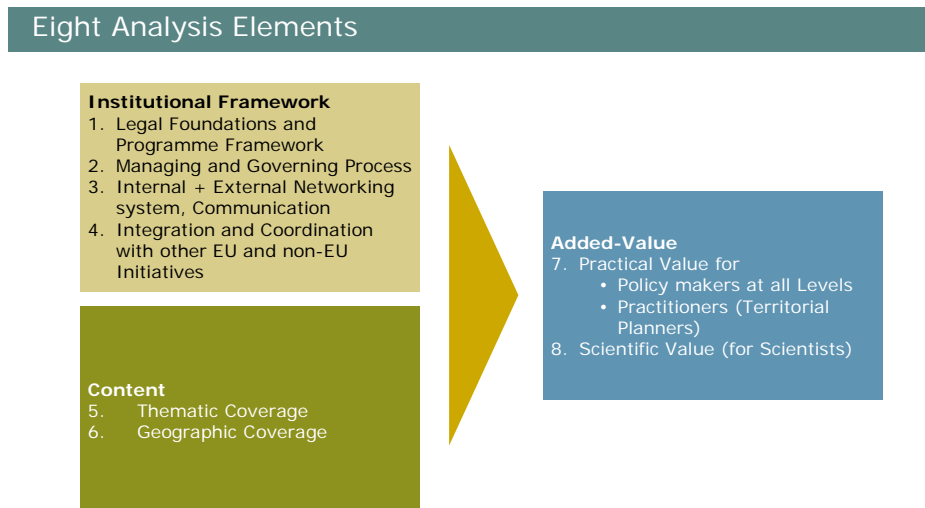 Eight Analysis Elements
Institutional Framework
1. Legal Foundations and
Programme Framework
2. Managing and Governing Process
3. Internal + External Networking
system, Communication
4. Integration and Coordination
with other EU and non-EU
Initiatives
Content
5. Thematic Coverage
6. Geographic Coverage
Added-Value
7. Practical Value for
• Policy makers at all Levels
• Practitioners (Territorial
Planners)
8. Scientific Value (for Scientists)